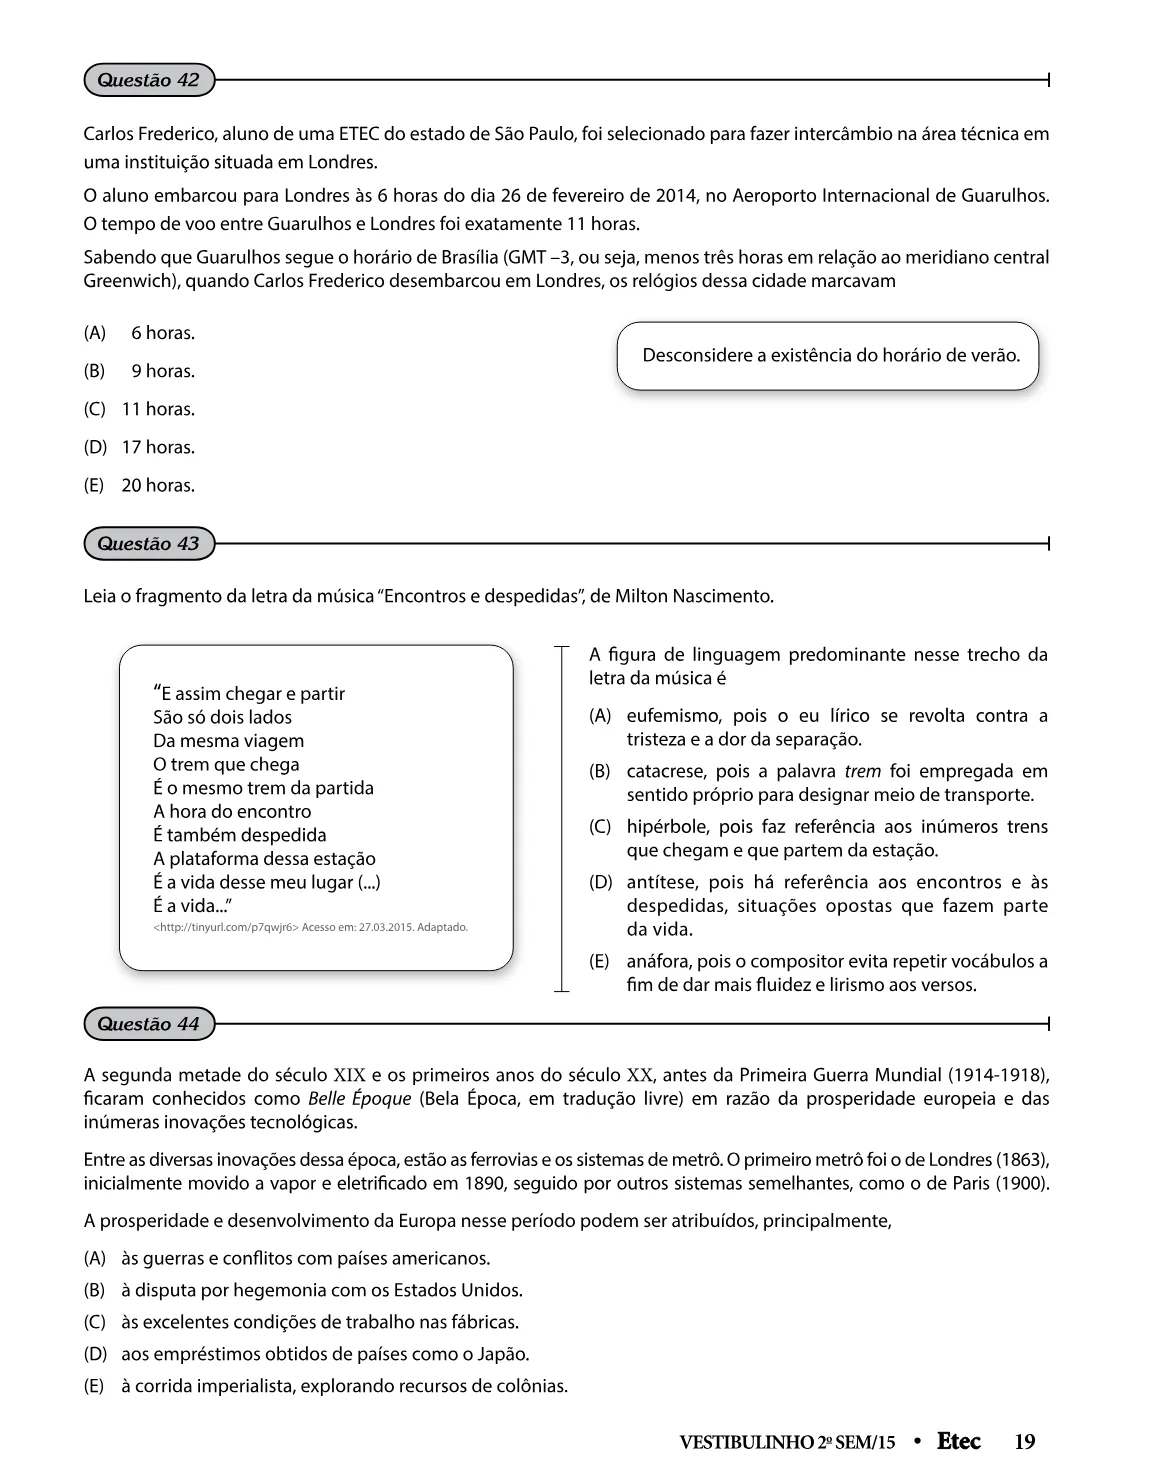 Questão 42
Carlos Frederico, aluno de uma ETEC do estado de São Paulo, foi selecionado para fazer intercâmbio na área técnica em
uma instituição situada em Londres.
O aluno embarcou para Londres às 6 horas do dia 26 de fevereiro de 2014, no Aeroporto Internacional de Guarulhos.
O tempo de voo entre Guarulhos e Londres foi exatamente 11 horas.
Sabendo que Guarulhos segue o horário de Brasília (GMT –3, ou seja, menos três horas em relação ao meridiano central
Greenwich), quando Carlos Frederico desembarcou em Londres, os relógios dessa cidade marcavam
(A) 6 horas.
(B) 9 horas.
(C) 11 horas.
(D) 17 horas.
(E) 20 horas.
Desconsidere a existência do horário de verão.
Questão 43
Leia o fragmento da letra da música “Encontros e despedidas”, de Milton Nascimento.
“E assim chegar e partir
São só dois lados
Da mesma viagem
O trem que chega
É o mesmo trem da partida
A hora do encontro
É também despedida
A plataforma dessa estação
É a vida desse meu lugar (...)
É a vida...”
<http://tinyurl.com/p7qwjr6> Acesso em: 27.03.2015. Adaptado.
A figura de linguagem predominante nesse trecho da
letra da música é
(A) eufemismo, pois o eu lírico se revolta contra a
tristeza e a dor da separação.
(B) catacrese, pois a palavra trem foi empregada em
sentido próprio para designar meio de transporte.
(C) hipérbole, pois faz referência aos inúmeros trens
que chegam e que partem da estação.
(D) antítese, pois há referência aos encontros e às
despedidas, situações opostas que fazem parte
da vida.
(E) anáfora, pois o compositor evita repetir vocábulos a
fim de dar mais fluidez e lirismo aos versos.
Questão 44
A segunda metade do século XIX e os primeiros anos do século XX, antes da Primeira Guerra Mundial (1914-1918),
ficaram conhecidos como Belle Époque (Bela Época, em tradução livre) em razão da prosperidade europeia e das
inúmeras inovações tecnológicas.
Entre as diversas inovações dessa época, estão as ferrovias e os sistemas de metrô. O primeiro metrô foi o de Londres (1863),
inicialmente movido a vapor e eletrificado em 1890, seguido por outros sistemas semelhantes, como o de Paris (1900).
A prosperidade e desenvolvimento da Europa nesse período podem ser atribuídos, principalmente,
(A) às guerras e conflitos com países americanos.
(B) à disputa por hegemonia com os Estados Unidos.
(C) às excelentes condições de trabalho nas fábricas.
(D) aos empréstimos obtidos de países como o Japão.
(E) à corrida imperialista, explorando recursos de colônias.
VESTIBULINHO 2º SEM/15 • Etec 19